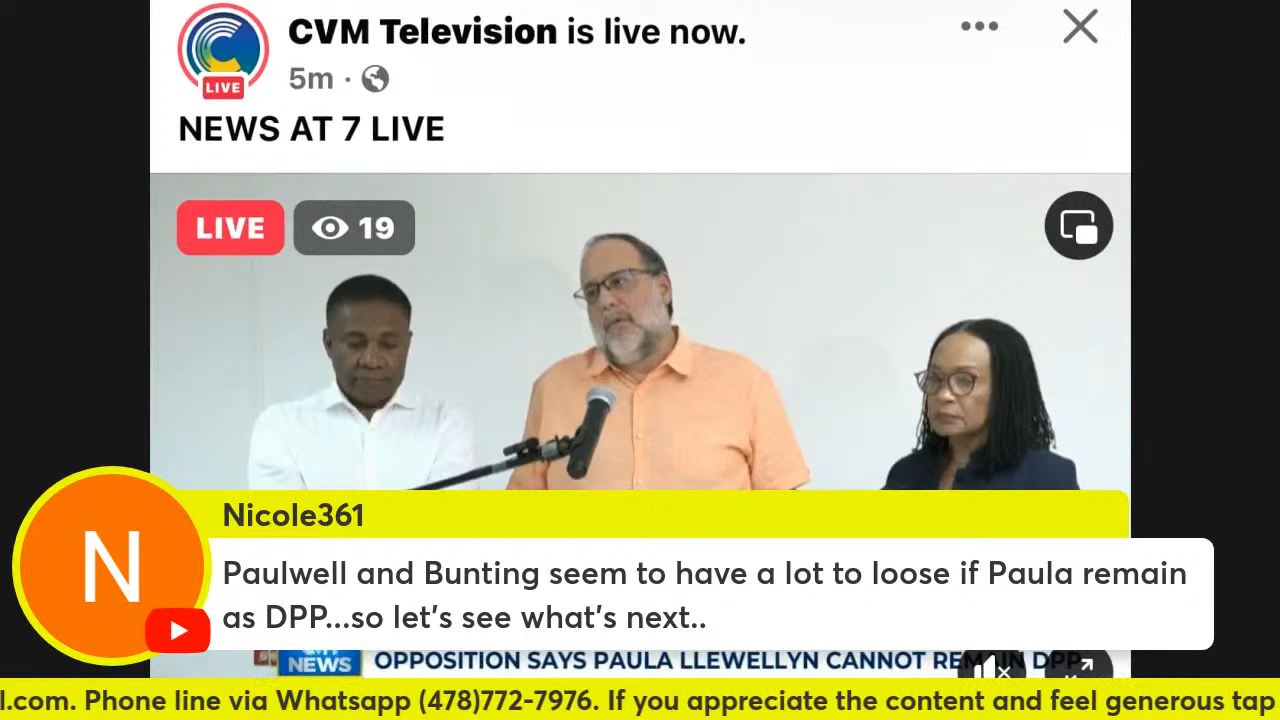 CVM Television is live now.
5m ·
LIVE
NEWS AT 7 LIVE
LIVE 19
Nicole361
N
Paulwell and Bunting seem to have a lot to loose if Paula remain
as DPP...so let's see what's next..
NEWS OPPOSITION SAYS PAULA LLEWELLYN CANNOT REMAIN DPP
l.com. Phone line via Whatsapp (478)772-7976. If you appreciate the content and feel generous tap